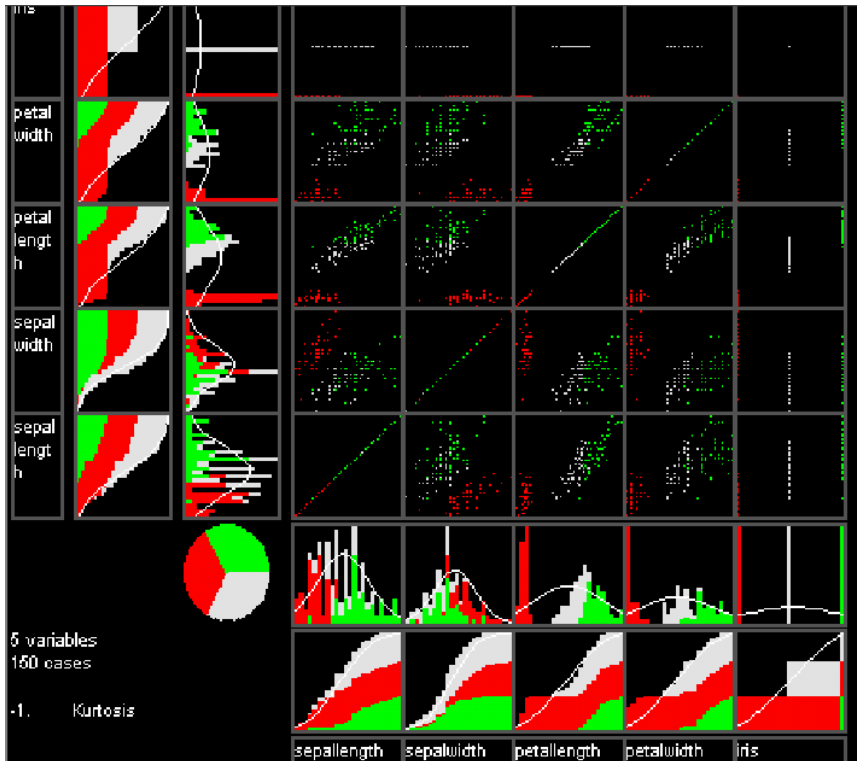 iris
petal
width
petal
lengt
h
sepal
width
sepal
lengt
h
5 variables
150 cases
-1. Kurtosis
sepallength sepalwidth petallength petalwidth iris